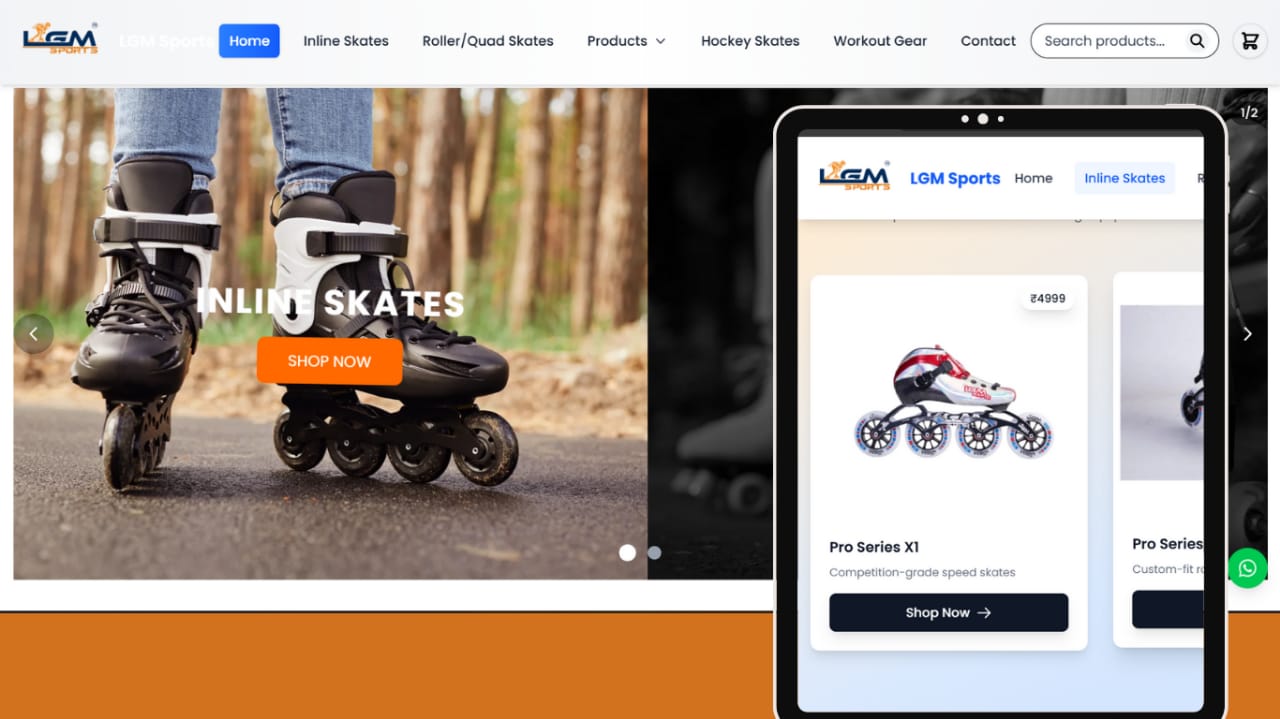 LGM SPORTS
LGM Sports
Home
Inline Skates
Roller/Quad Skates
Products
Hockey Skates
Workout Gear
Contact
Search products...
1/2
INLINE SKATES
SHOP NOW
LGM SPORTS
LGM Sports
Home
Inline Skates
R
₹4999
Pro Series X1
Competition-grade speed skates
Shop Now →
Pro Series
Custom-fit